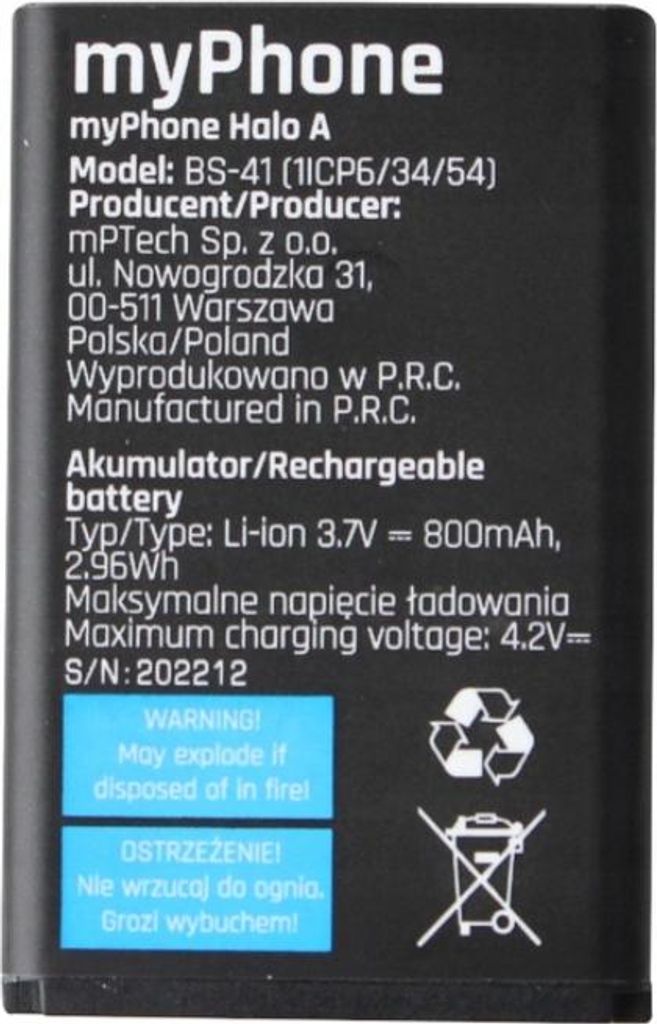 myPhone
myPhone Halo A
Model: BS-41 (1ICP6/34/54)
Producent/Producer:
mPTech Sp. z o.o.
ul. Nowogrodzka 31,
00-511 Warszawa
Polska/Poland
Wyprodukowano w P.R.C.
Manufactured in P.R.C.
Akumulator/Rechargeable
battery
Typ/Type: Li-ion 3.7V ⎓ 800mAh,
2.96Wh
Maksymalne napięcie ładowania
Maximum charging voltage: 4.2V⎓
S/N: 202212
WARNING!
May explode if
disposed of in fire!
OSTRZEŻENIE!
Nie wrzucaj do ognia.
Grozi wybuchem!